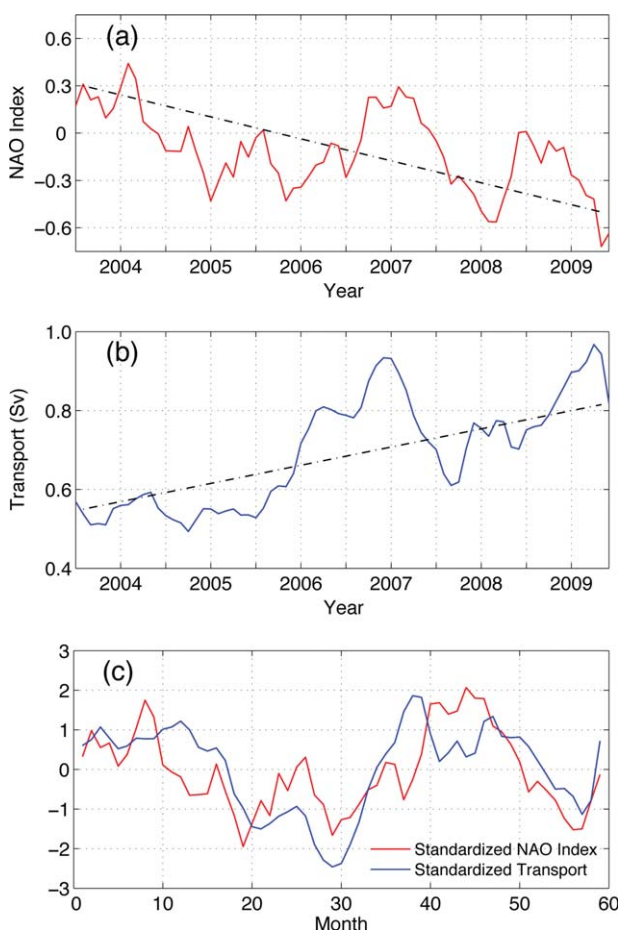 (a)
NAO Index
0.6
0.3
0
−0.3
−0.6
2004 2005 2006 2007 2008 2009
Year
(b)
Transport (Sv)
1.0
0.8
0.6
0.4
2004 2005 2006 2007 2008 2009
Year
(c)
3
2
1
0
−1
−2
−3
Standardized NAO Index
Standardized Transport
0 10 20 30 40 50 60
Month